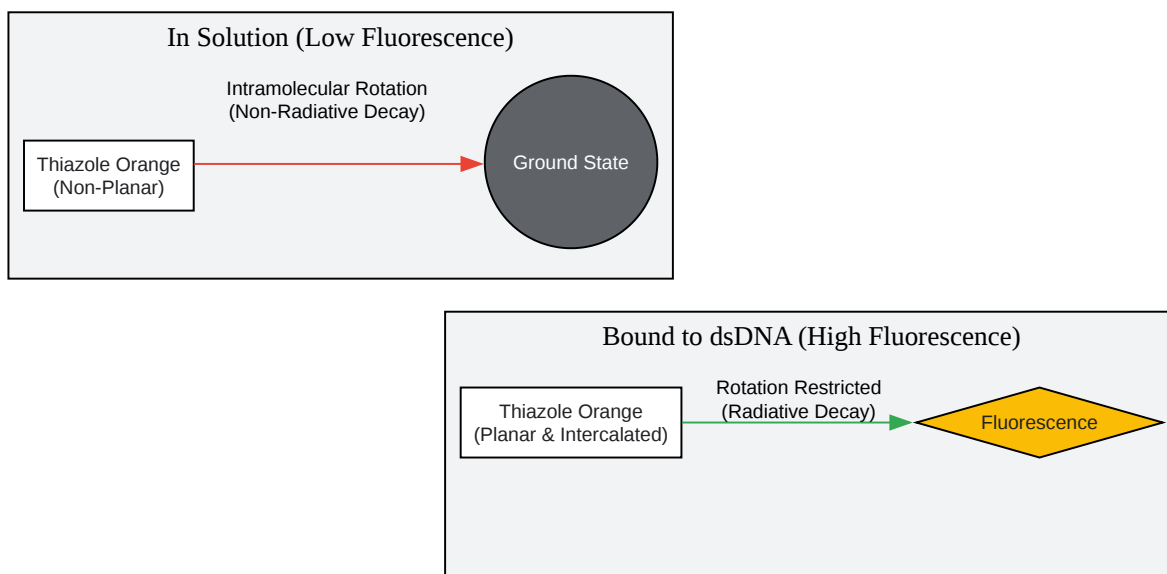 In Solution (Low Fluorescence)
Intramolecular Rotation
(Non-Radiative Decay)
Thiazole Orange
(Non-Planar)
Ground State
Bound to dsDNA (High Fluorescence)
Rotation Restricted
(Radiative Decay)
Thiazole Orange
(Planar & Intercalated)
Fluorescence